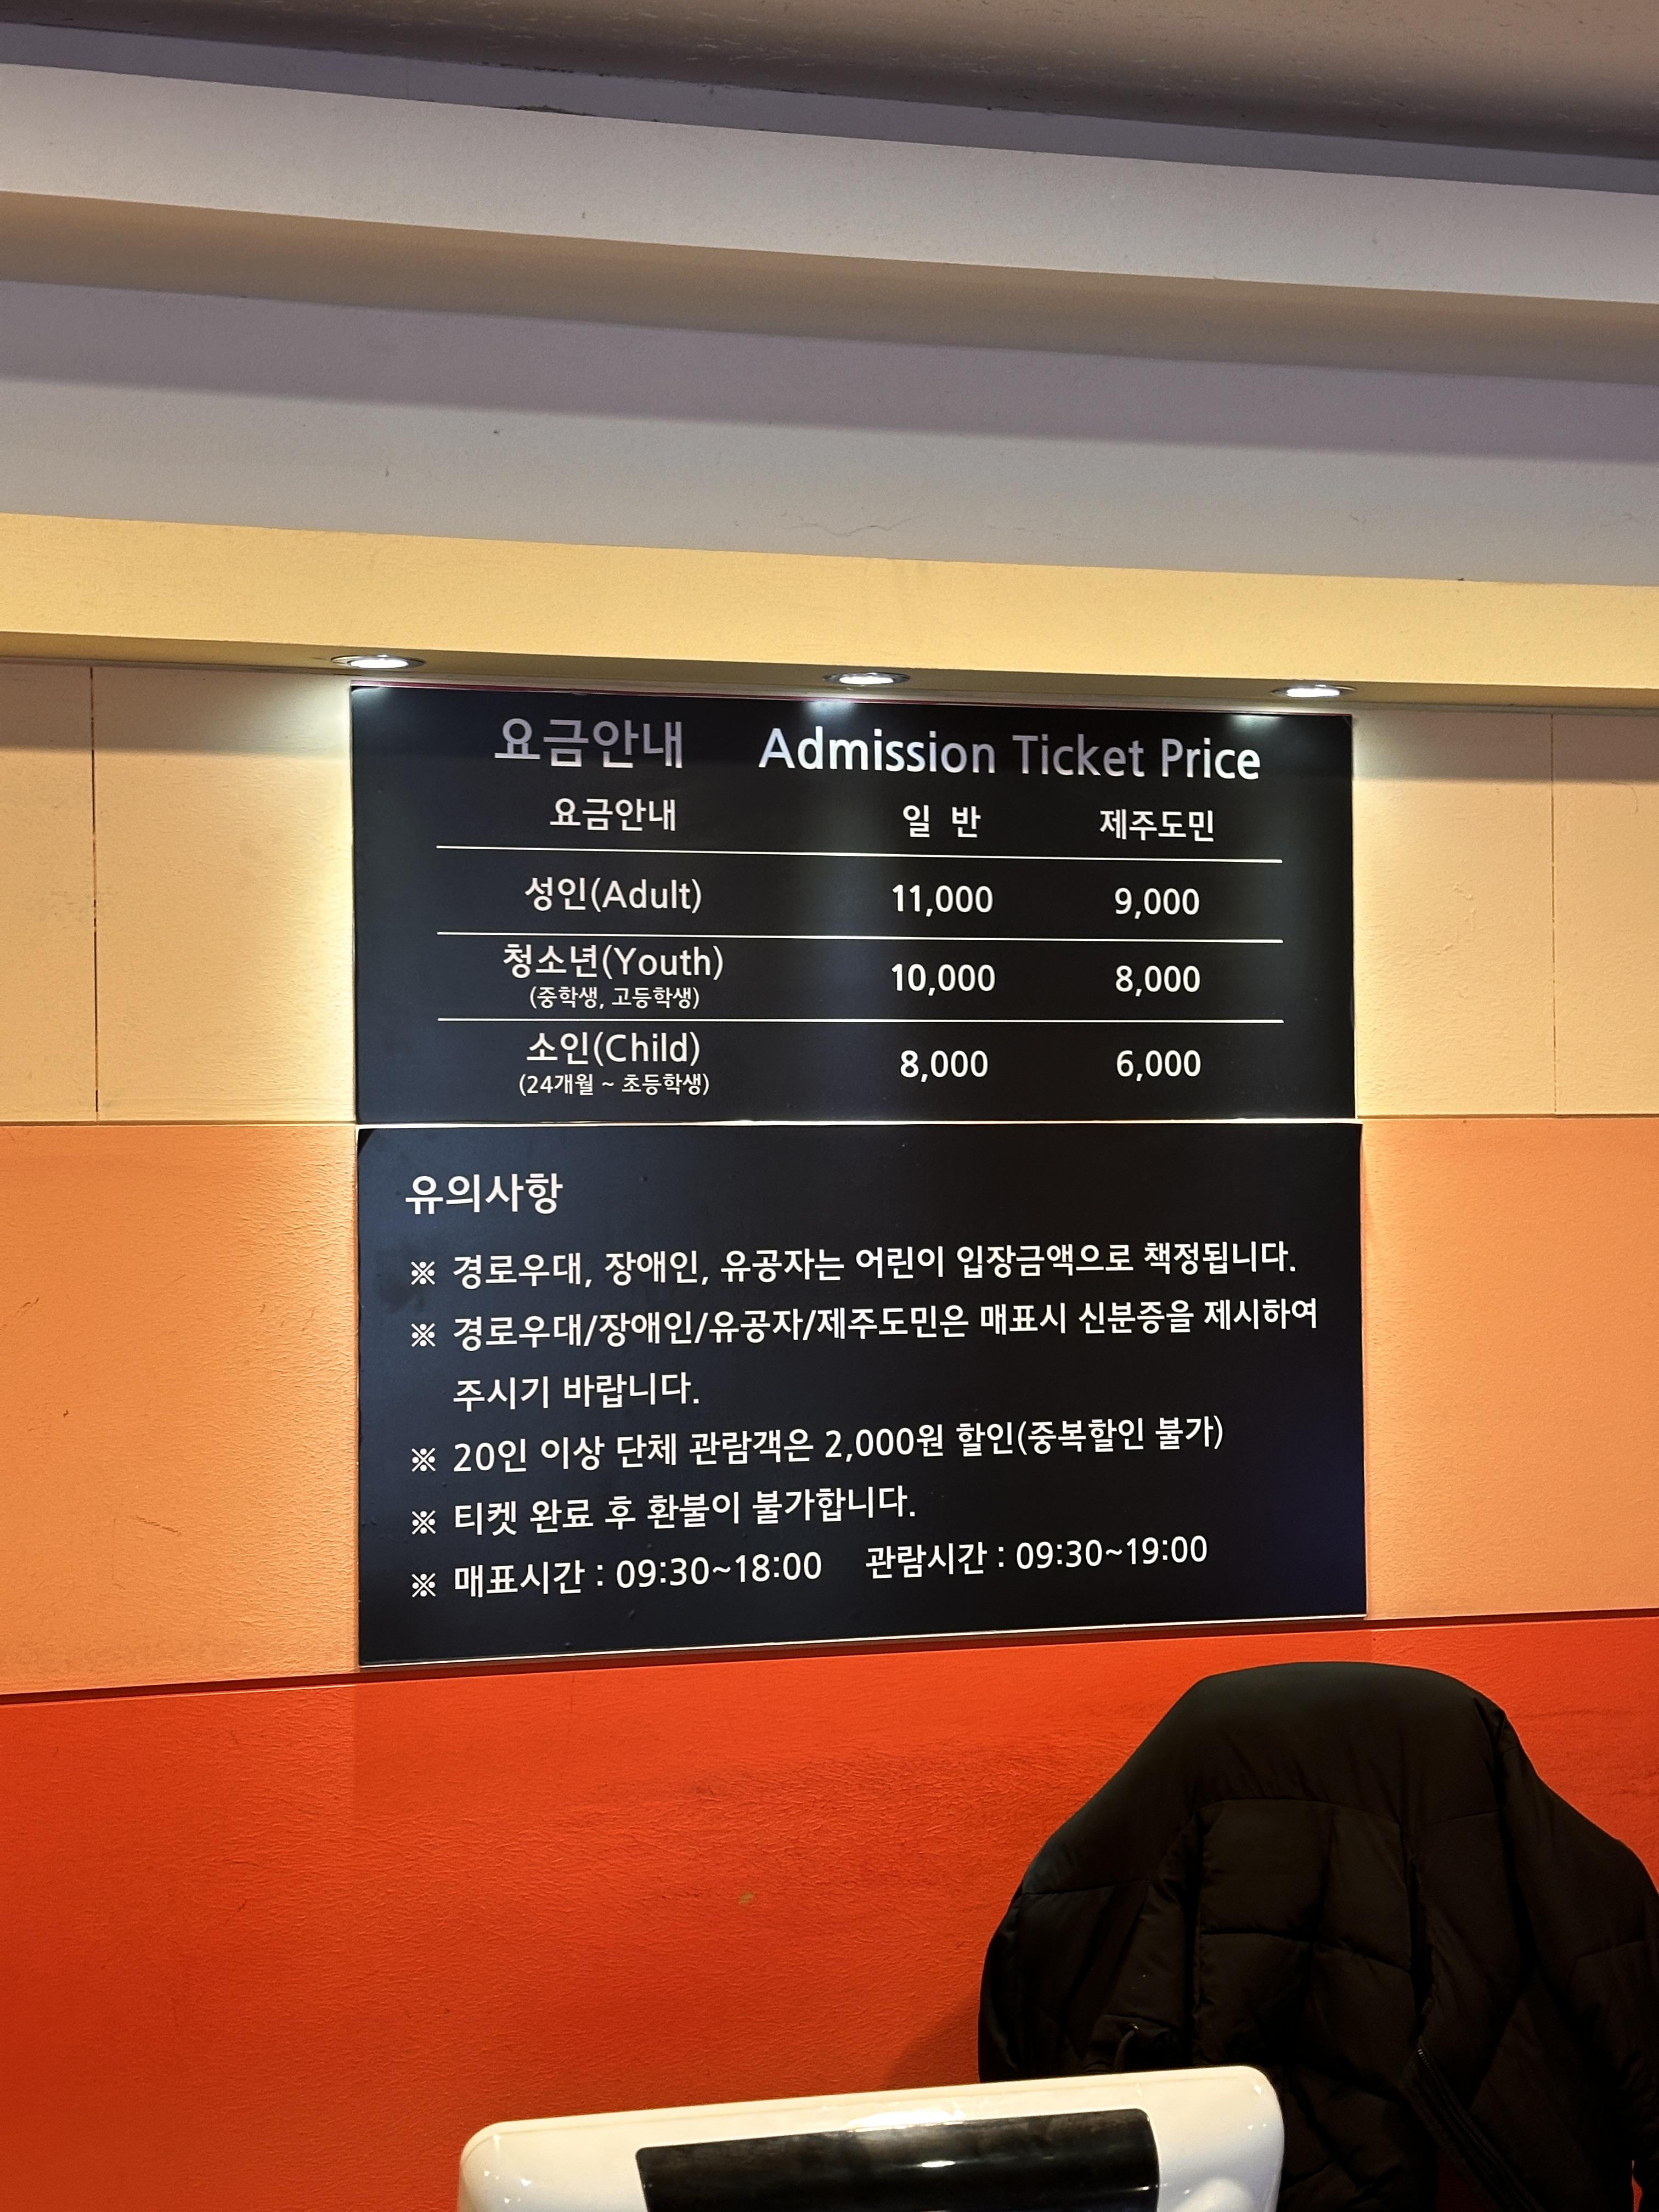 요금안내 Admission Ticket Price
요금안내 일 반 제주도민
성인(Adult) 11,000 9,000
청소년(Youth) 10,000 8,000
(중학생, 고등학생)
소인(Child) 8,000 6,000
(24개월 ~ 초등학생)
유의사항
※ 경로우대, 장애인, 유공자는 어린이 입장금액으로 책정됩니다.
※ 경로우대/장애인/유공자/제주도민은 매표시 신분증을 제시하여
주시기 바랍니다.
※ 20인 이상 단체 관람객은 2,000원 할인(중복할인 불가)
※ 티켓 완료 후 환불이 불가합니다.
※ 매표시간 : 09:30~18:00 관람시간 : 09:30~19:00